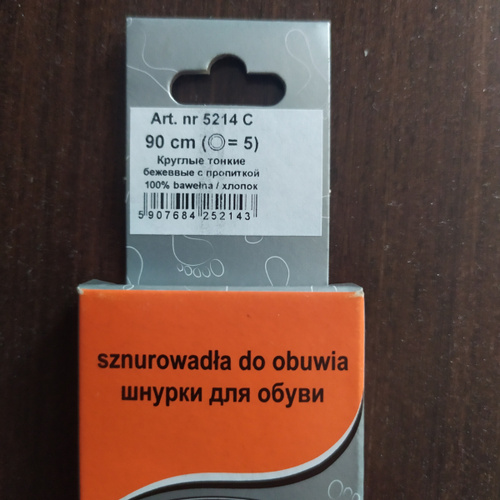 Art. nr 5214 C
90 cm (= 5)
Круглые тонкие
бежеввые с пропиткой
100% bawełna / хлопок
5 907684 252143
sznurowadła do obuwia
шнурки для обуви